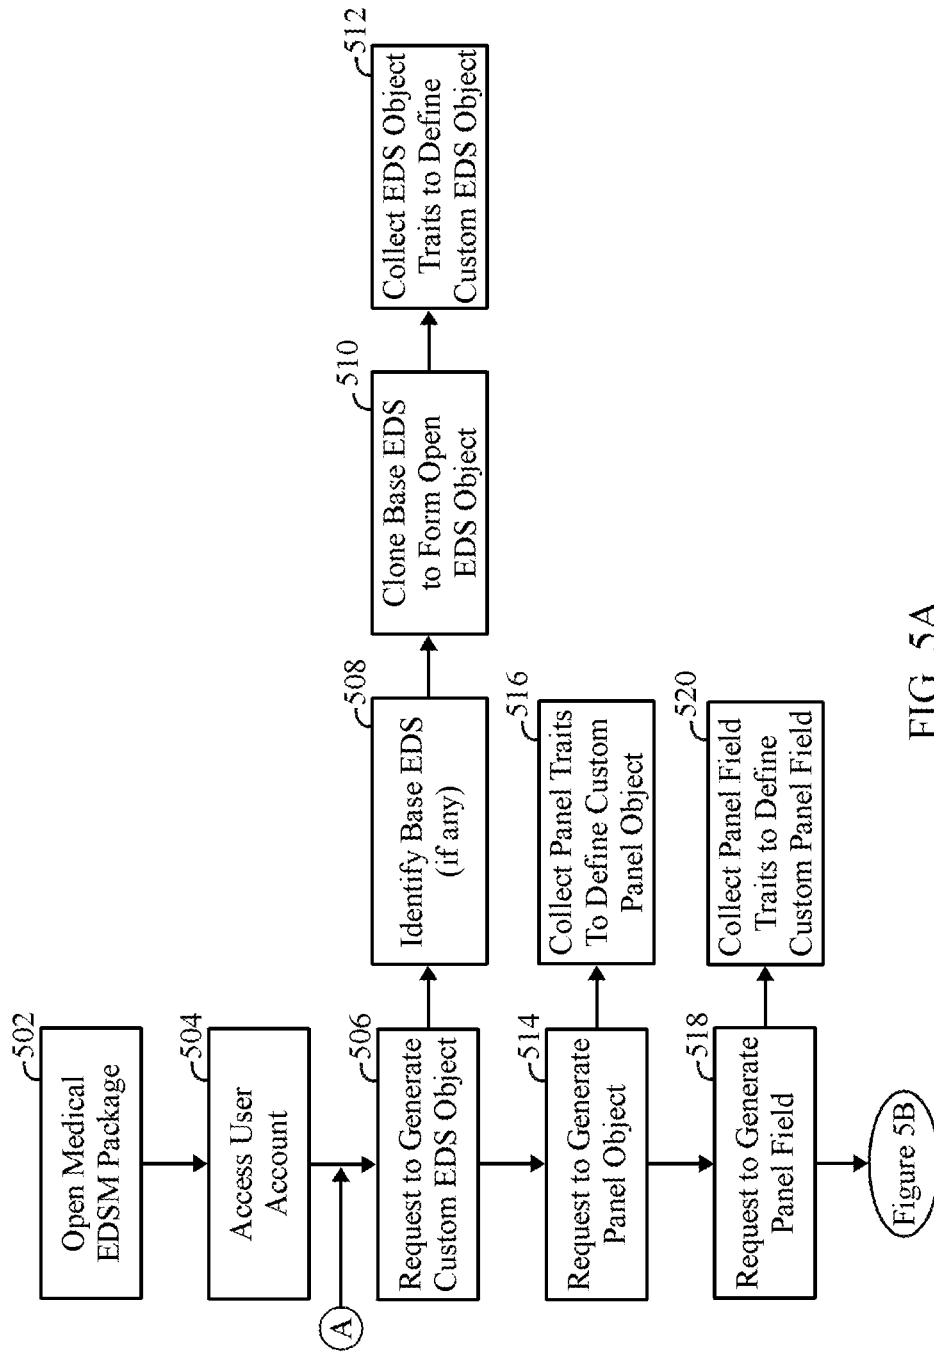 502
Open Medical
EDSM Package
504
Access User
Account
A
506
Request to Generate
Custom EDS Object
508
Identify Base EDS
(if any)
510
Clone Base EDS
to Form Open
EDS Object
512
Collect EDS Object
Traits to Define
Custom EDS Object
514
Request to Generate
Panel Object
516
Collect Panel Traits
To Define Custom
Panel Object
518
Request to Generate
Panel Field
520
Collect Panel Field
Traits to Define
Custom Panel Field
Figure 5B
FIG. 5A